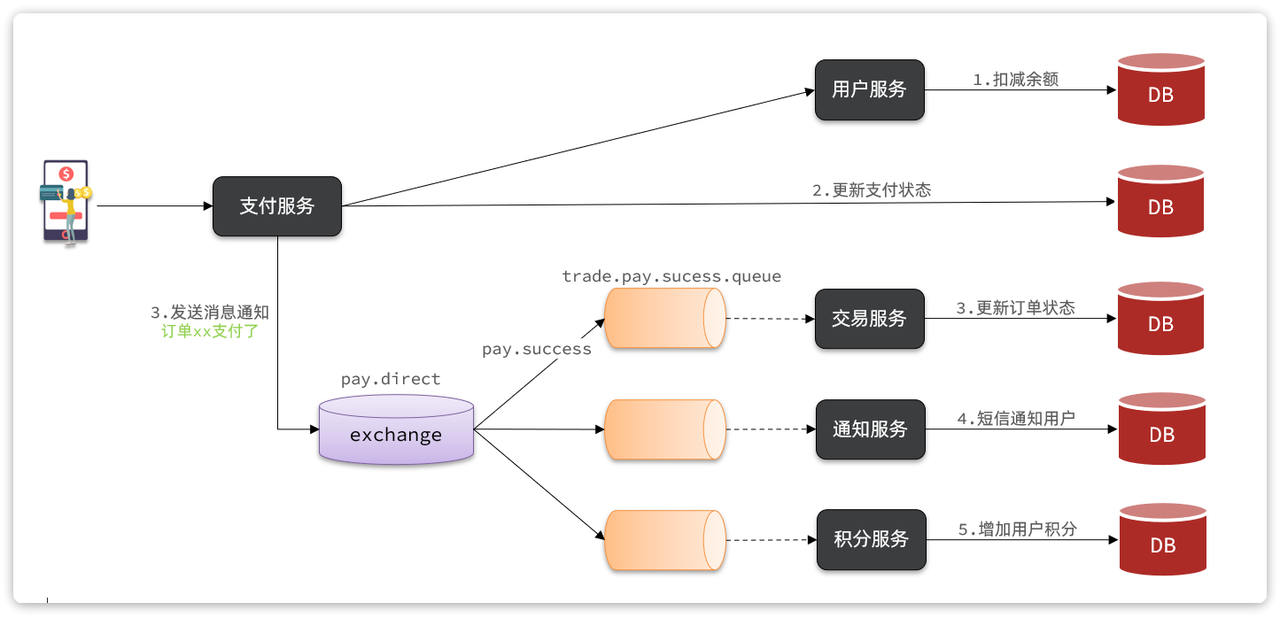 用户服务
1.扣减余额
DB
支付服务
2.更新支付状态
DB
3.发送消息通知
订单xx支付了
trade.pay.sucess.queue
交易服务
3.更新订单状态
DB
pay.success
pay.direct
exchange
通知服务
4.短信通知用户
DB
积分服务
5.增加用户积分
DB
$
$